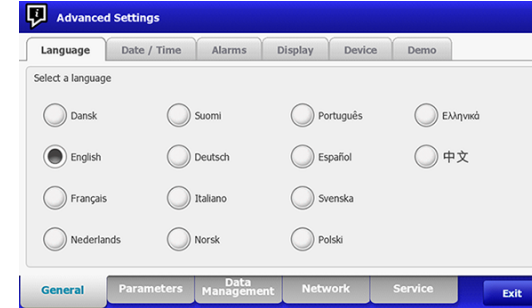 Advanced Settings
Language Date / Time Alarms Display Device Demo
Select a language
Dansk Suomi Português Ελληνικά
English Deutsch Español 中文
Français Italiano Svenska
Nederlands Norsk Polski
General Parameters Data Management Network Service Exit